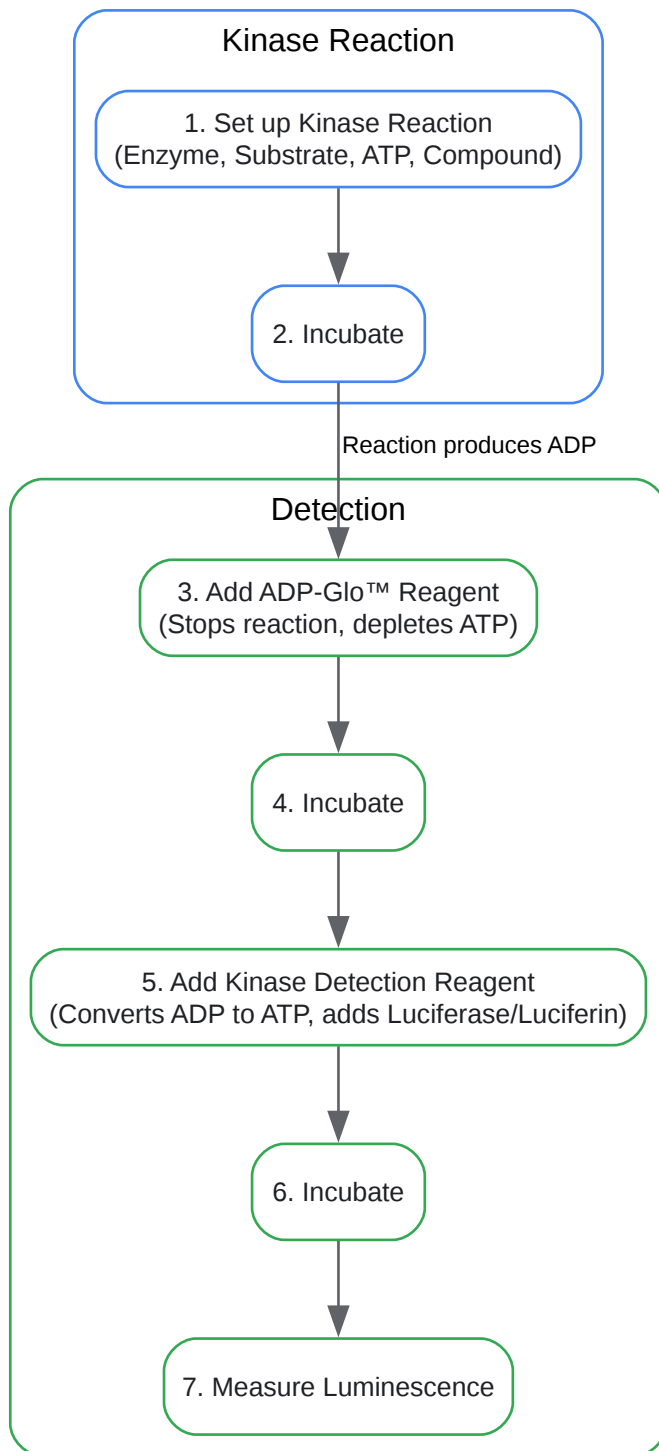 Kinase Reaction
1. Set up Kinase Reaction
(Enzyme, Substrate, ATP, Compound)
2. Incubate
Reaction produces ADP
Detection
3. Add ADP-Glo™ Reagent
(Stops reaction, depletes ATP)
4. Incubate
5. Add Kinase Detection Reagent
(Converts ADP to ATP, adds Luciferase/Luciferin)
6. Incubate
7. Measure Luminescence